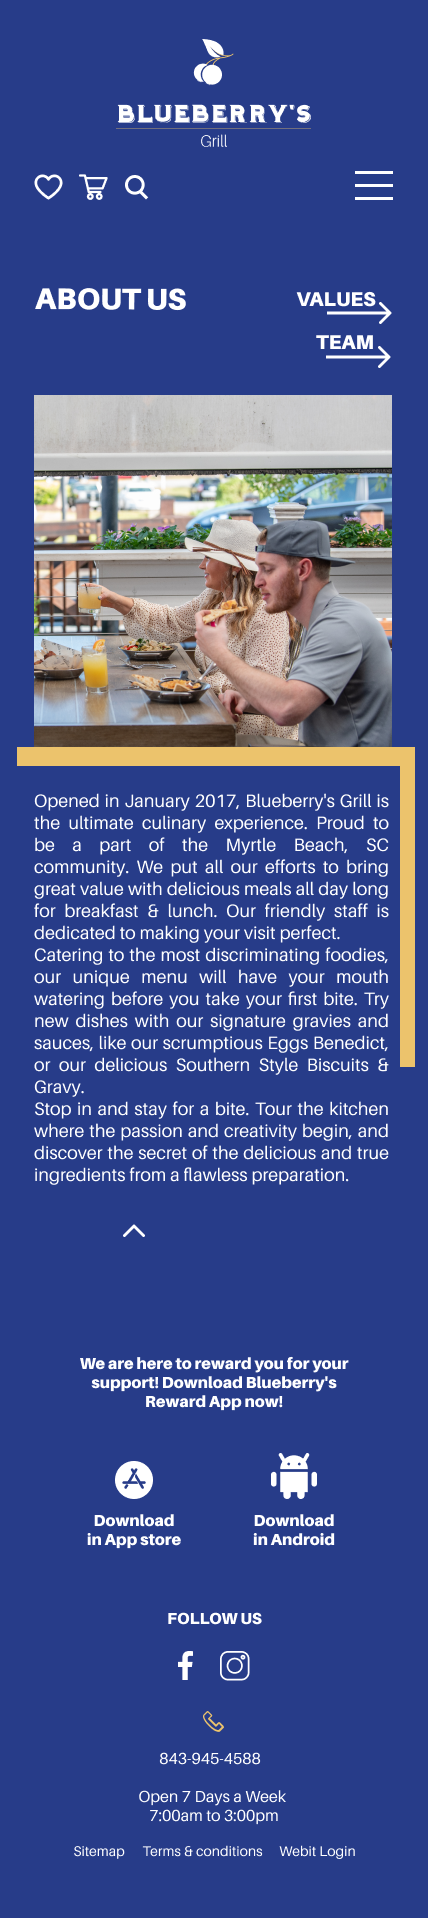 BLUEBERRY'S
Grill
ABOUT US
VALUES
TEAM
Opened in January 2017, Blueberry's Grill is
the ultimate culinary experience. Proud to
be a part of the Myrtle Beach, SC
community. We put all our efforts to bring
great value with delicious meals all day long
for breakfast & lunch. Our friendly staff is
dedicated to making your visit perfect.
Catering to the most discriminating foodies,
our unique menu will have your mouth
watering before you take your first bite. Try
new dishes with our signature gravies and
sauces, like our scrumptious Eggs Benedict,
or our delicious Southern Style Biscuits &
Gravy.
Stop in and stay for a bite. Tour the kitchen
where the passion and creativity begin, and
discover the secret of the delicious and true
ingredients from a flawless preparation.
We are here to reward you for your
support! Download Blueberry's
Reward App now!
Download
in App store
Download
in Android
FOLLOW US
843-945-4588
Open 7 Days a Week
7:00am to 3:00pm
Sitemap Terms & conditions Webit Login